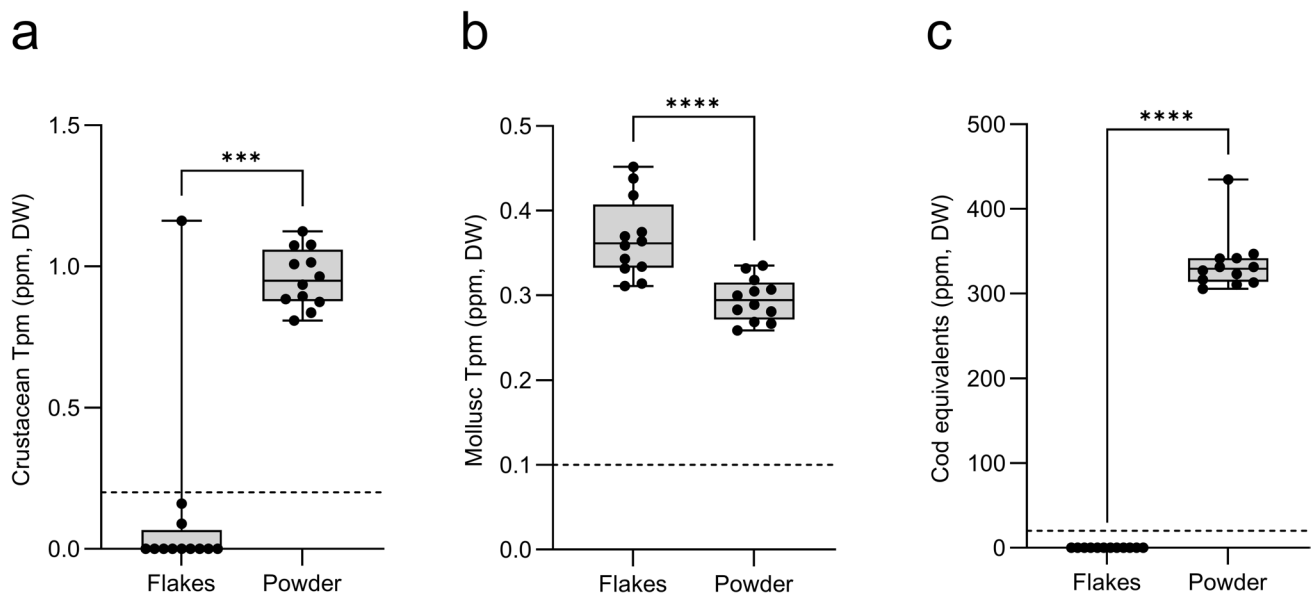 a
Crustacean Tpm (ppm, DW)
1.5
1.0
0.5
0.0
***
Flakes
Powder
b
Mollusc Tpm (ppm, DW)
0.5
0.4
0.3
0.2
0.1
0.0
****
Flakes
Powder
c
Cod equivalents (ppm, DW)
500
400
300
200
100
0
****
Flakes
Powder